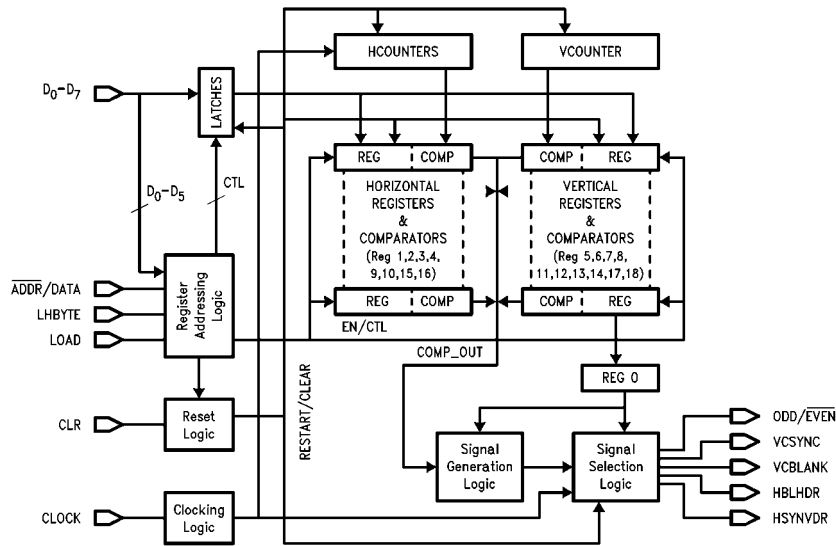 HCOUNTERS
VCOUNTER
D0–D7
LATCHES
D0–D5
CTL
REG
COMP
COMP
REG
HORIZONTAL
REGISTERS
&
COMPARATORS
(Reg 1,2,3,4,
9,10,15,16)
VERTICAL
REGISTERS
&
COMPARATORS
(Reg 5,6,7,8,
11,12,13,14,17,18)
ADDR/DATA
LHBYTE
LOAD
Register
Addressing
Logic
REG
COMP
COMP
REG
EN/CTL
COMP_OUT
REG 0
RESTART/CLEAR
CLR
Reset
Logic
Signal
Generation
Logic
Signal
Selection
Logic
ODD/EVEN
VCSYNC
VCBLANK
HBLHDR
HSYNVDR
CLOCK
Clocking
Logic